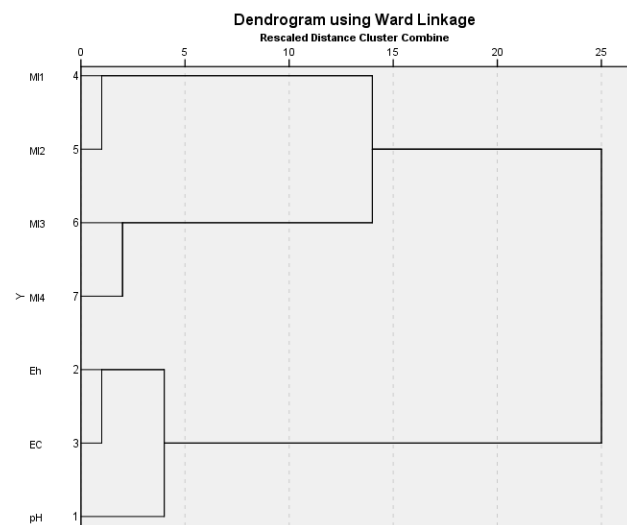 Dendrogram using Ward Linkage
Rescaled Distance Cluster Combine
0 5 10 15 20 25
MI1 4
MI2 5
MI3 6
Y
MI4 7
Eh 2
EC 3
pH 1